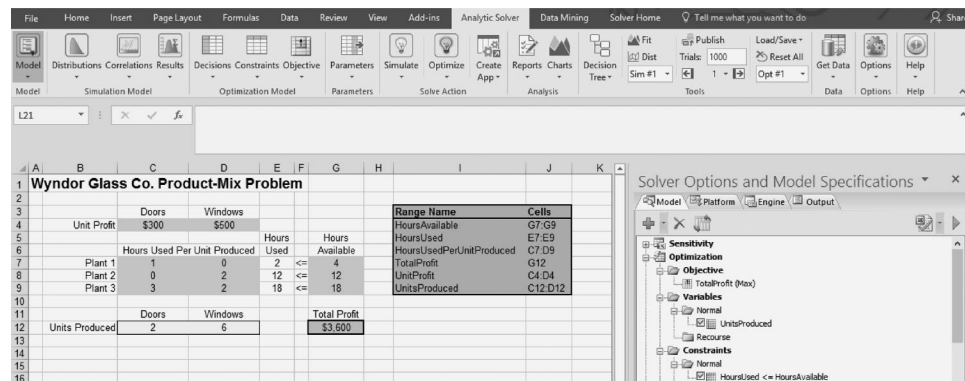 File Home Insert Page Layout Formulas Data Review View Add-ins Analytic Solver Data Mining Solver Home Tell me what you want to do Share
Model Distributions Correlations Results Decisions Constraints Objective Parameters Simulate Optimize Create App Reports Charts Decision Tree Fit Dist Sim #1 Publish Trials: 1000 1 Load/Save Reset All Opt #1 Get Data Options Help
Model Simulation Model Optimization Model Parameters Solve Action Analysis Tools Data Options Help
L21 fx
A B C D E F G H I J K
1 Wyndor Glass Co. Product-Mix Problem
2
3 Doors Windows Range Name Cells
4 Unit Profit $300 $500 HoursAvailable G7:G9
5 Hours Hours HoursUsed E7:E9
6 Hours Used Per Unit Produced Used Available HoursUsedPerUnitProduced C7:D9
7 Plant 1 1 0 2 <= 4 TotalProfit G12
8 Plant 2 0 2 12 <= 12 UnitProfit C4:D4
9 Plant 3 3 2 18 <= 18 UnitsProduced C12:D12
10
11 Doors Windows Total Profit
12 Units Produced 2 6 $3,600
13
14
15
16
Solver Options and Model Specifications
Model Platform Engine Output
Sensitivity
Optimization
Objective
TotalProfit (Max)
Variables
Normal
UnitsProduced
Recourse
Constraints
Normal
HoursUsed <= HoursAvailable